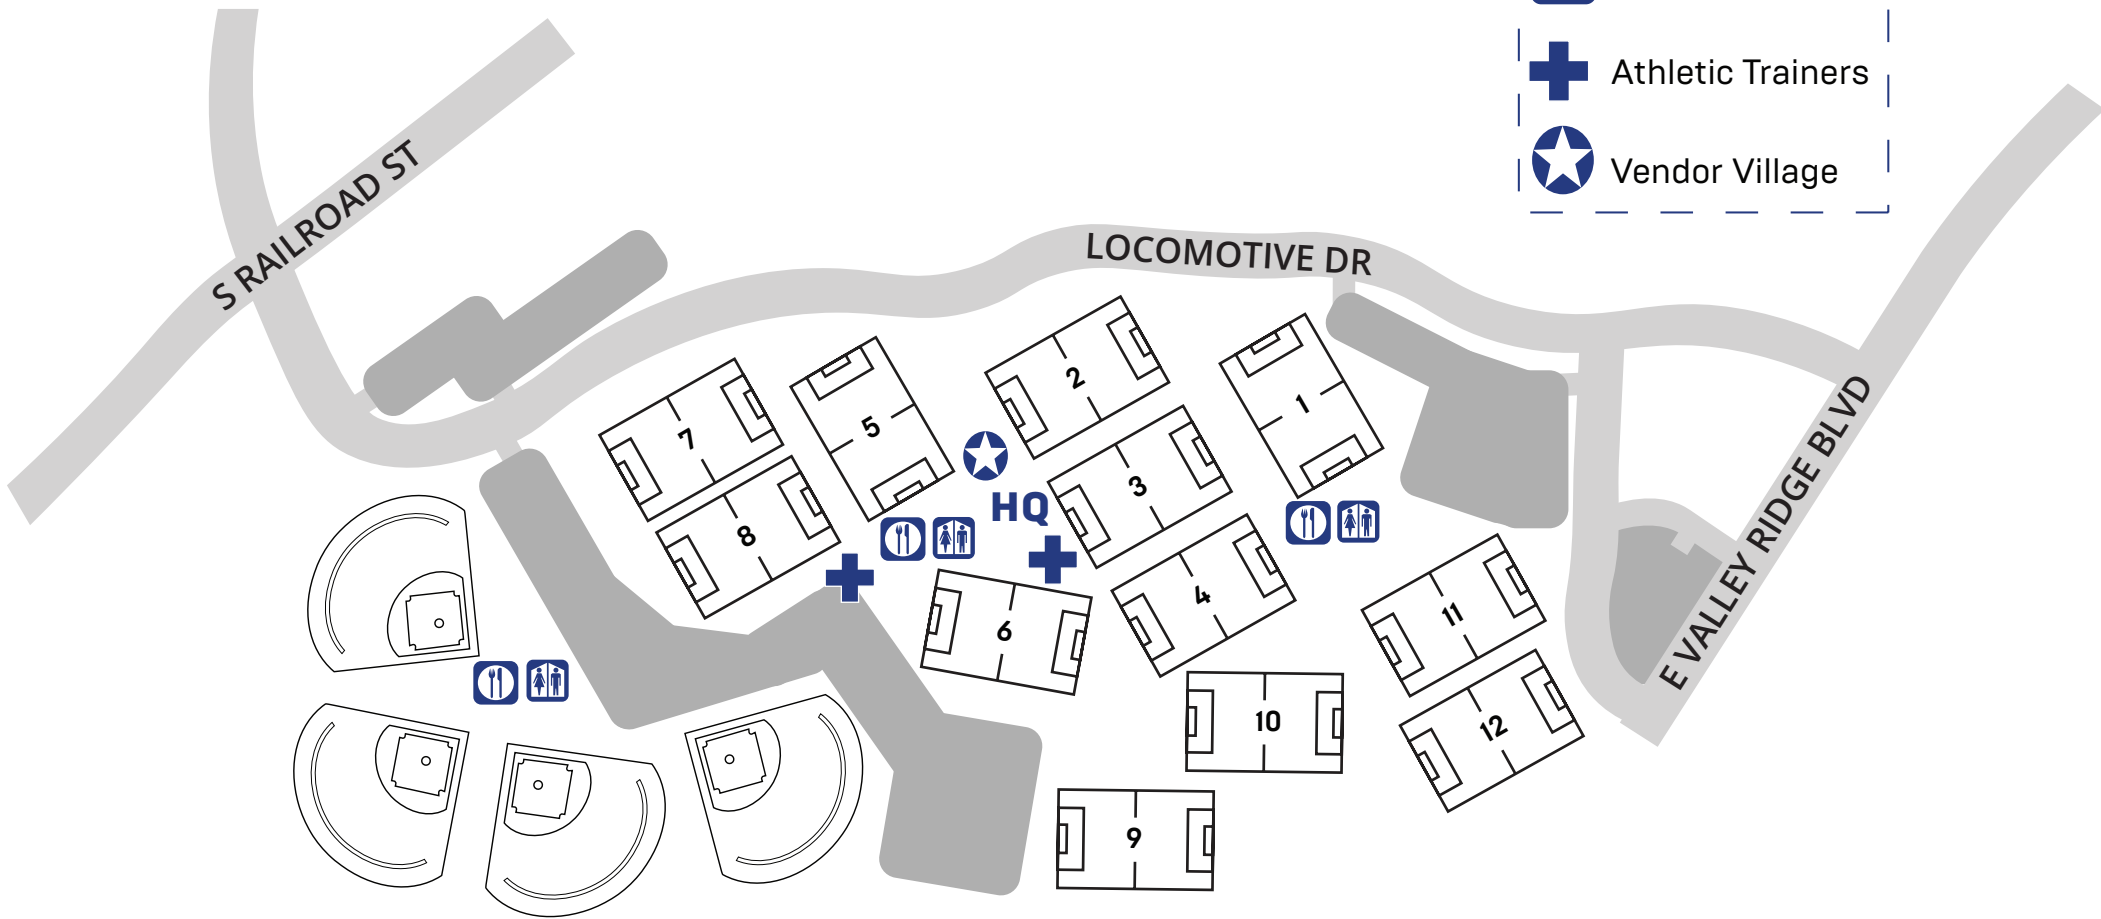 Athletic Trainers
Vendor Village
S RAILROAD ST
LOCOMOTIVE DR
E VALLEY RIDGE BLVD
2
1
7
5
3
8
HQ
4
6
11
10
12
9